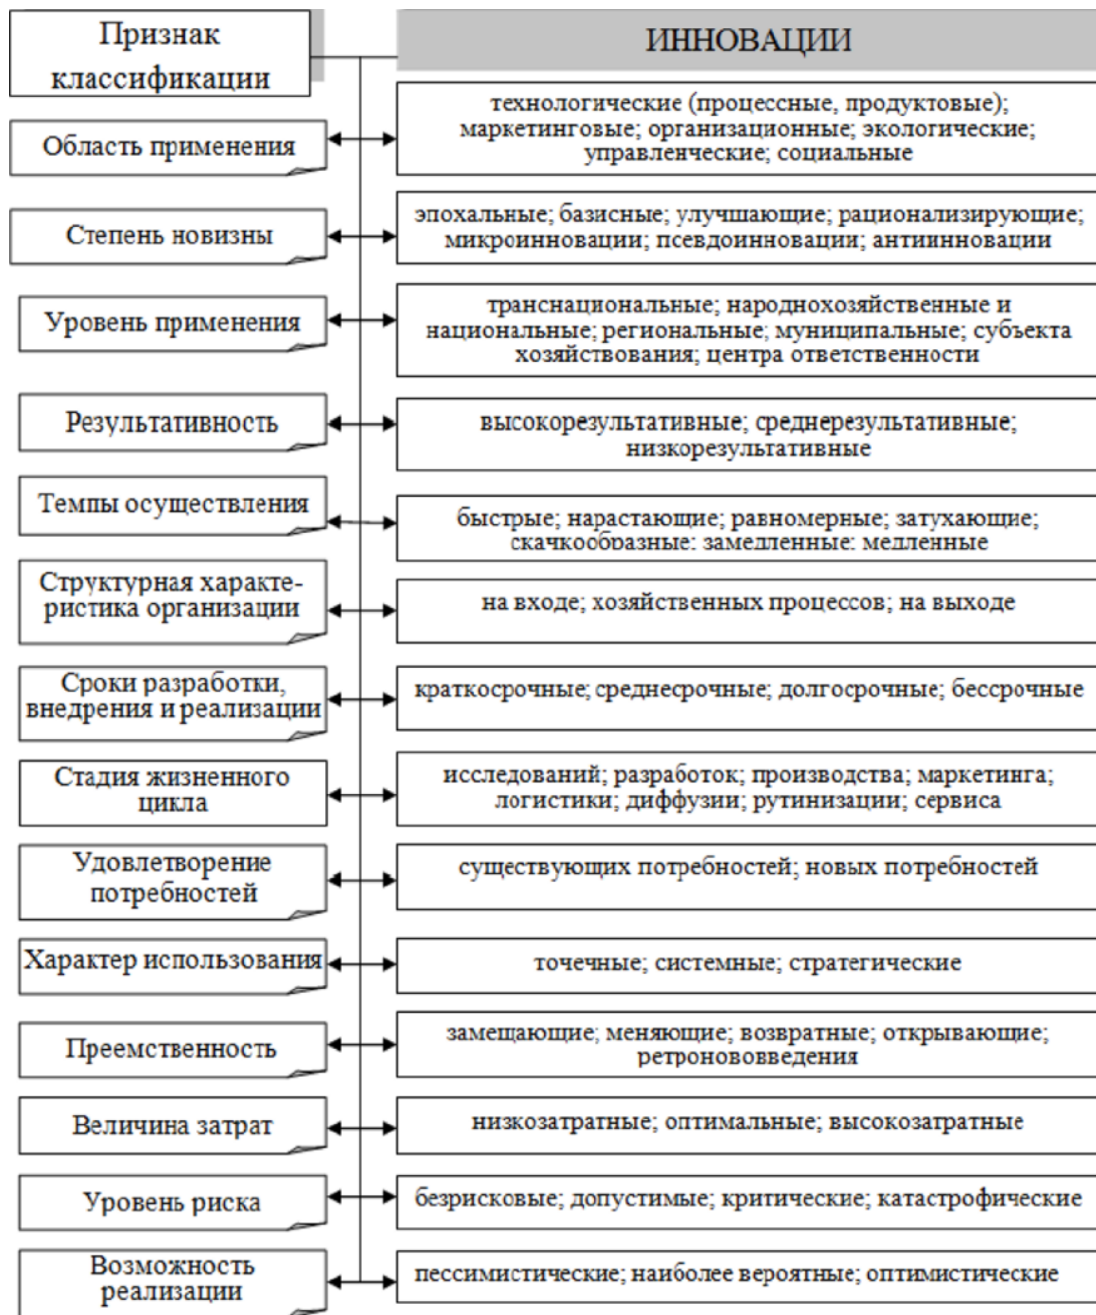 Признак
классификации
ИННОВАЦИИ
Область применения
технологические (процессные, продуктовые);
маркетинговые; организационные; экологические;
управленческие; социальные
Степень новизны
эпохальные; базисные; улучшающие; рационализирующие;
микроинновации; псевдоинновации; антиинновации
Уровень применения
транснациональные; народнохозяйственные и
национальные; региональные; муниципальные; субъекта
хозяйствования; центра ответственности
Результативность
высокорезультативные; среднерезультативные;
низкорезультативные
Темпы осуществления
быстрые; нарастающие; равномерные; затухающие;
скачкообразные; замедленные; медленные
Структурная характе-
ристика организации
на входе; хозяйственных процессов; на выходе
Сроки разработки,
внедрения и реализации
краткосрочные; среднесрочные; долгосрочные; бессрочные
Стадия жизненного
цикла
исследований; разработок; производства; маркетинга;
логистики; диффузии; рутинизации; сервиса
Удовлетворение
потребностей
существующих потребностей; новых потребностей
Характер использования
точечные; системные; стратегические
Преемственность
замещающие; меняющие; возвратные; открывающие;
ретронововведения
Величина затрат
низкозатратные; оптимальные; высокозатратные
Уровень риска
безрисковые; допустимые; критические; катастрофические
Возможность
реализации
пессимистические; наиболее вероятные; оптимистические